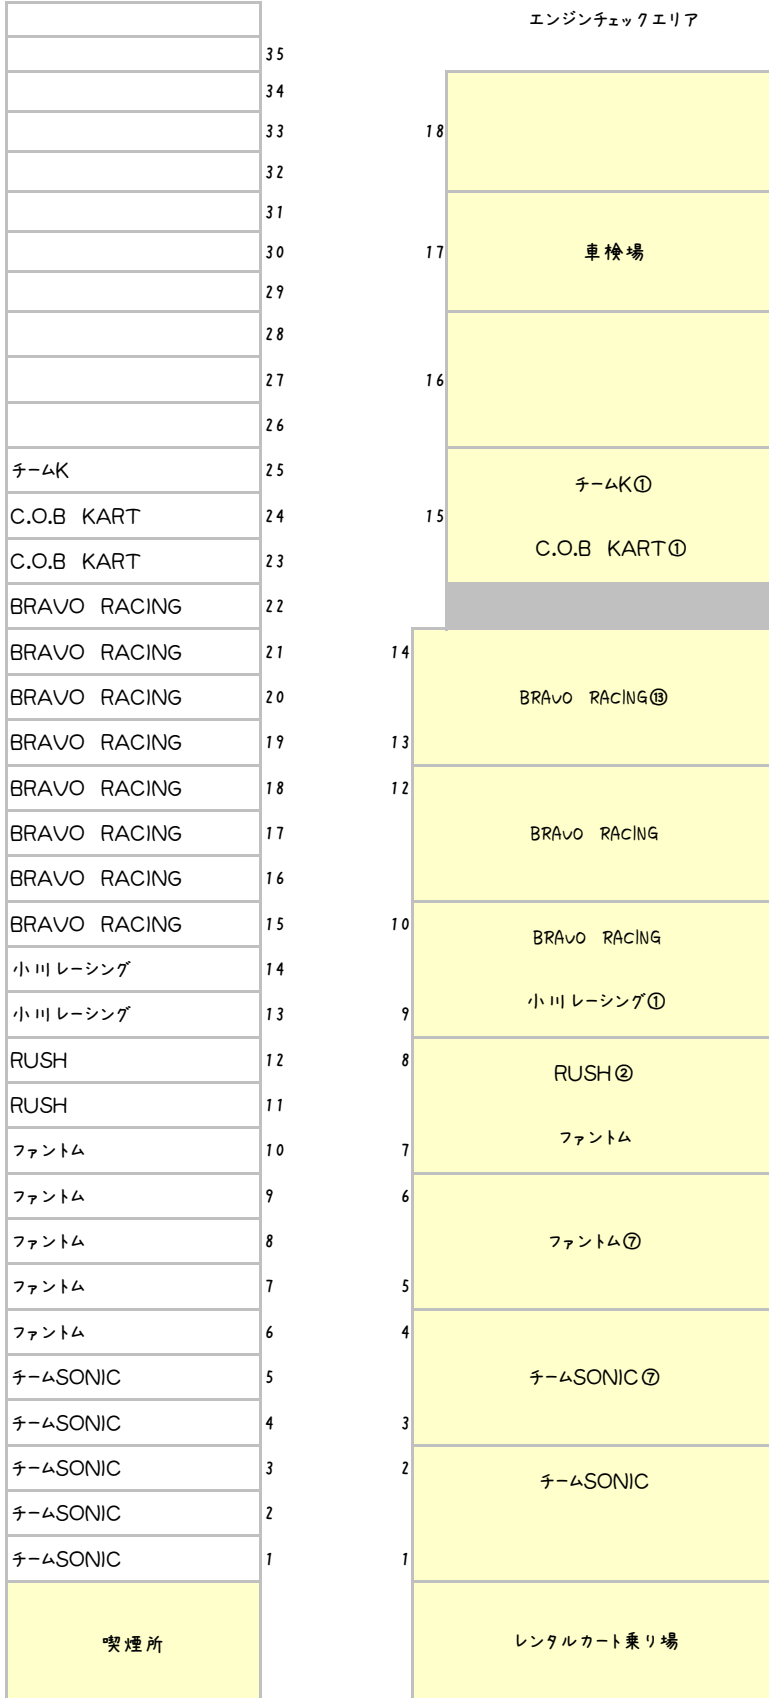 エンジンチェックエリア
35
34
33 18
32
31
30 17 車検場
29
28
27 16
26
チームK 25
チームK①
C.O.B KART 24 15
C.O.B KART①
C.O.B KART 23
BRAVO RACING 22
BRAVO RACING 21 14
BRAVO RACING 20 BRAVO RACING⑬
BRAVO RACING 19 13
BRAVO RACING 18 12
BRAVO RACING 17 BRAVO RACING
BRAVO RACING 16
BRAVO RACING 15 10
BRAVO RACING
小川レーシング 14
小川レーシング①
小川レーシング 13 9
RUSH 12 8
RUSH②
RUSH 11
ファントム
ファントム 10 7
ファントム 9 6
ファントム 8 ファントム⑦
ファントム 7 5
ファントム 6 4
チームSONIC 5 チームSONIC⑦
チームSONIC 4 3
チームSONIC 3 2
チームSONIC
チームSONIC 2
チームSONIC 1 1
喫煙所 レンタルカート乗り場